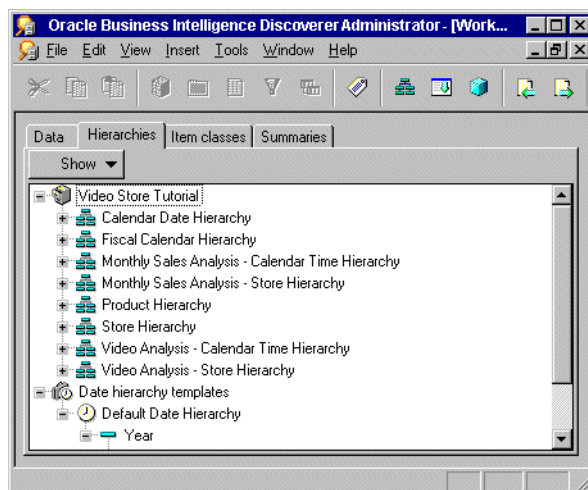 Oracle Business Intelligence Discoverer Administrator - [Work...
File Edit View Insert Tools Window Help
Data Hierarchies Item classes Summaries
Show
Video Store Tutorial
Calendar Date Hierarchy
Fiscal Calendar Hierarchy
Monthly Sales Analysis - Calendar Time Hierarchy
Monthly Sales Analysis - Store Hierarchy
Product Hierarchy
Store Hierarchy
Video Analysis - Calendar Time Hierarchy
Video Analysis - Store Hierarchy
Date hierarchy templates
Default Date Hierarchy
Year